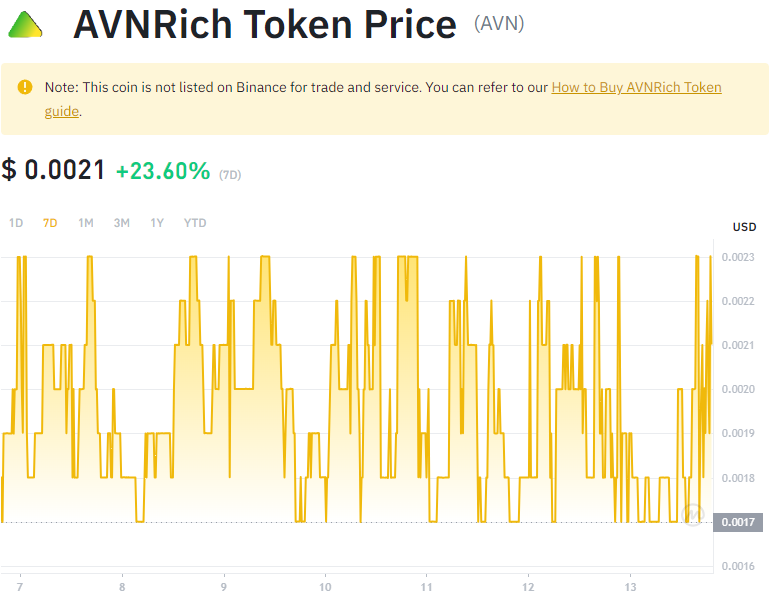 AVNRich Token Price (AVN)
Note: This coin is not listed on Binance for trade and service. You can refer to our How to Buy AVNRich Token
guide.
$ 0.0021 +23.60% (7D)
1D 7D 1M 3M 1Y YTD
USD
0.0023
0.0022
0.0021
0.0020
0.0019
0.0018
0.0017
0.0016
7 8 9 10 11 12 13